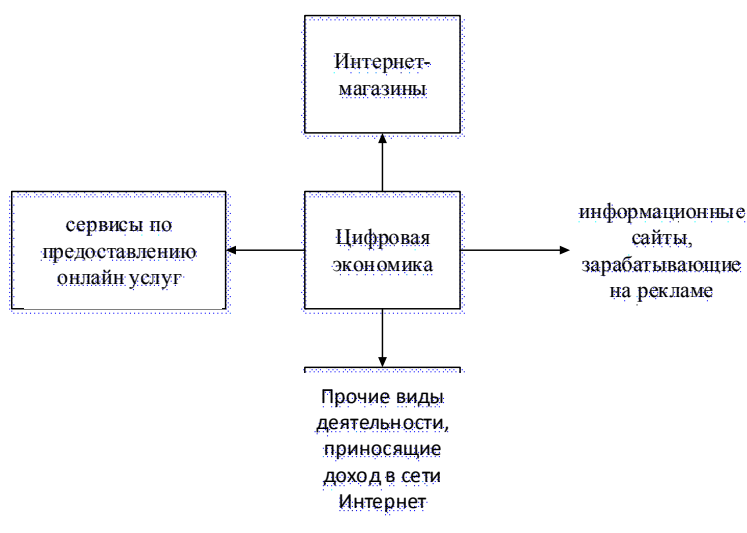 Интернет-
магазины
сервисы по
предоставлению
онлайн услуг
Цифровая
экономика
информационные
сайты,
зарабатывающие
на рекламе
Прочие виды
деятельности,
приносящие
доход в сети
Интернет